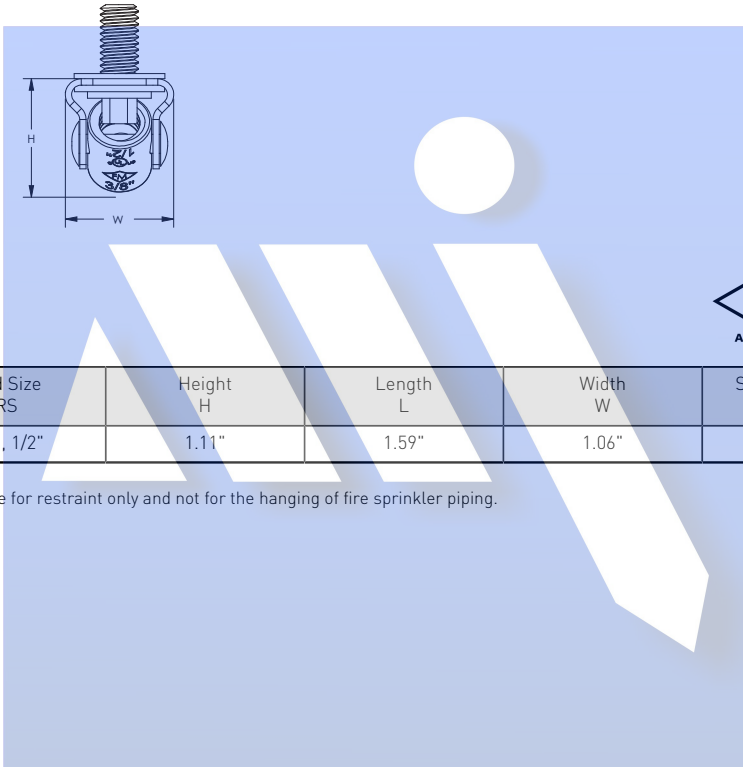 H
1/2"
FM
3/8"
W
Size Height Length Width
RS H L W
, 1/2" 1.11" 1.59" 1.06"
for restraint only and not for the hanging of fire sprinkler piping.